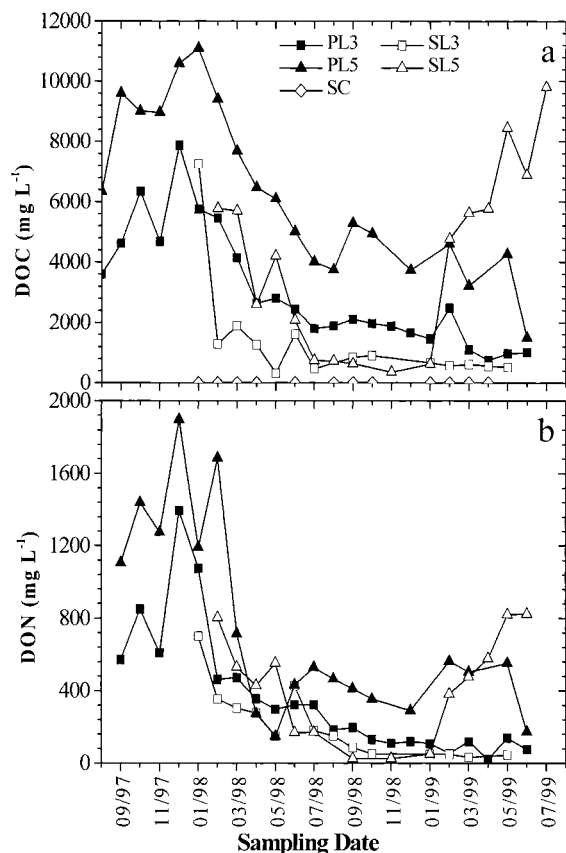 12000
10000
8000
6000
4000
2000
0
DOC (mg L⁻¹)
PL3
SL3
PL5
SL5
SC
a
2000
1600
1200
800
400
0
DON (mg L⁻¹)
b
09/97
11/97
01/98
03/98
05/98
07/98
09/98
11/98
01/99
03/99
05/99
07/99
Sampling Date